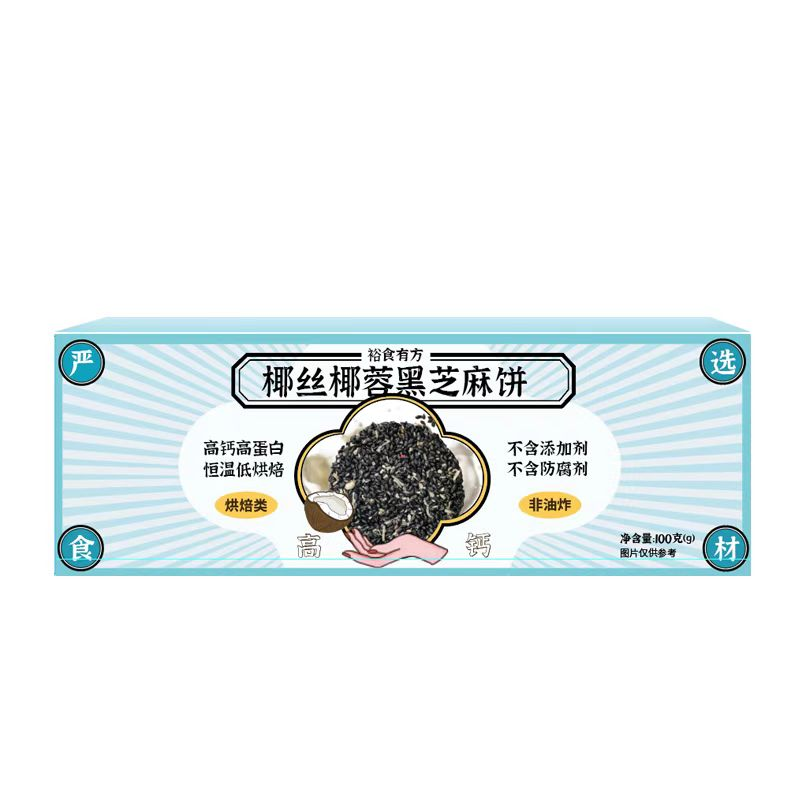 严
选
裕食有方
椰丝椰蓉黑芝麻饼
高钙高蛋白
恒温低烘焙
烘焙类
不含添加剂
不含防腐剂
非油炸
高
钙
食
材
净含量:100克(g)
图片仅供参考